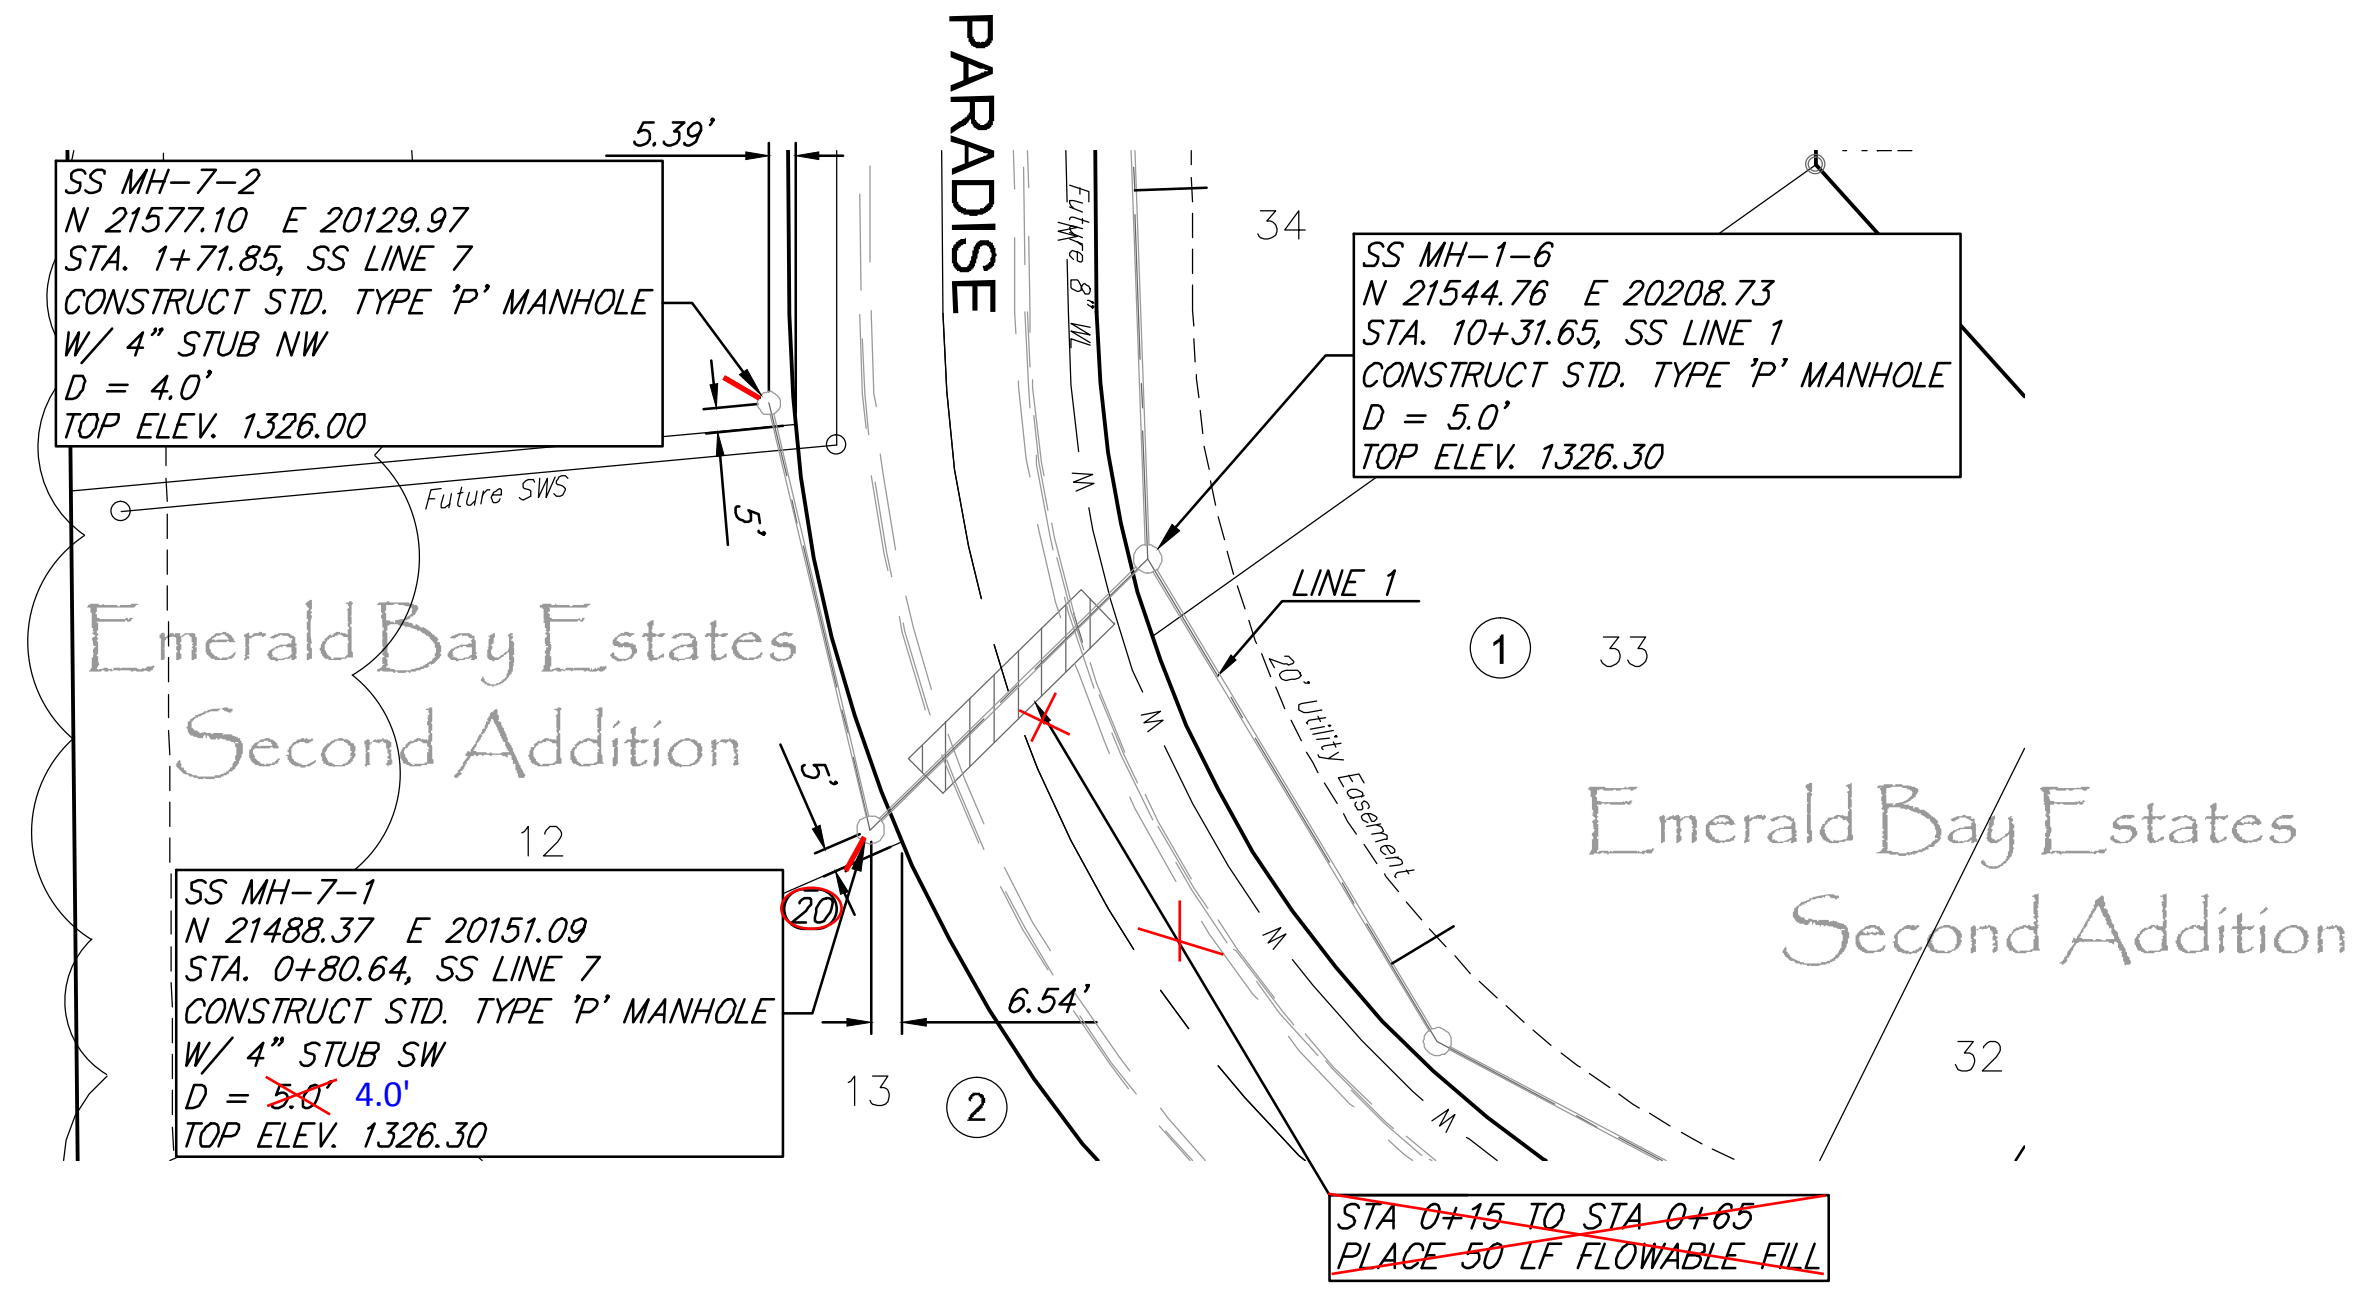 PARADISE
5.39'
SS MH-7-2
N 21577.10 E 20129.97
STA. 1+71.85, SS LINE 7
CONSTRUCT STD. TYPE 'P' MANHOLE
W/ 4" STUB NW
D = 4.0'
TOP ELEV. 1326.00
Future 8" WL
W
34
SS MH-1-6
N 21544.76 E 20208.73
STA. 10+31.65, SS LINE 1
CONSTRUCT STD. TYPE 'P' MANHOLE
D = 5.0'
TOP ELEV. 1326.30
Future SWS
5'
W
LINE 1
Emerald Bay Estates
Second Addition
1
33
20' Utility Easement
W
5'
12
Emerald Bay Estates
Second Addition
SS MH-7-1
N 21488.37 E 20151.09
STA. 0+80.64, SS LINE 7
CONSTRUCT STD. TYPE 'P' MANHOLE
W/ 4" STUB SW
D = 5.0' 4.0'
TOP ELEV. 1326.30
20
W
6.54'
13
2
32
W
STA 0+15 TO STA 0+65
PLACE 50 LF FLOWABLE FILL